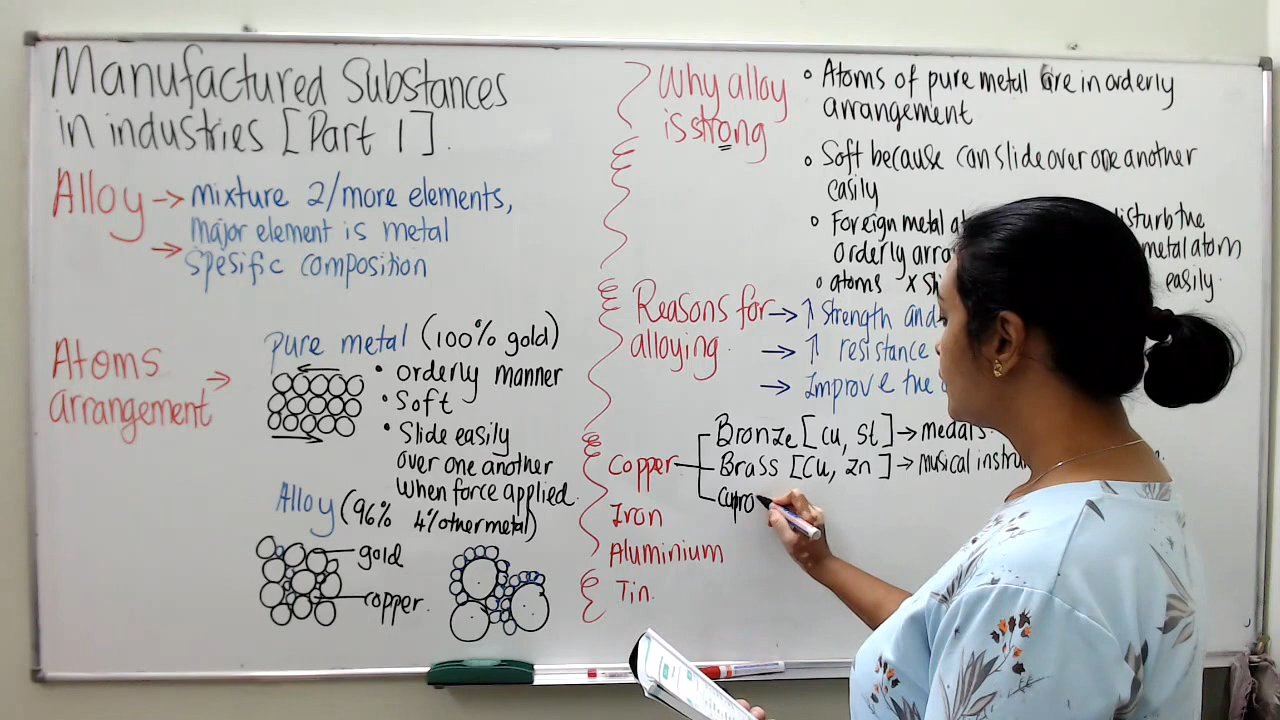 Manufactured Substances
in industries [Part 1].
Alloy → mixture 2/more elements,
major element is metal
→ spesific composition
Atoms
arrangement →
pure metal (100% gold)
• orderly manner
• Soft
• Slide easily
over one another
when force applied.
Alloy (96% 4% other metal)
gold
copper.
Why alloy
is strong
• Atoms of pure metal are in orderly
arrangement
• Soft because can slide over one another
easily
• Foreign metal disturb the
orderly metal atom
• atoms x easily.
Reasons for
alloying.
→ ↑ Strength and
→ ↑ resistance
→ Improve the
Copper
Bronze [cu, st] → medals.
Brass [Cu, zn] → musical
cupro
Iron
Aluminium
Tin.